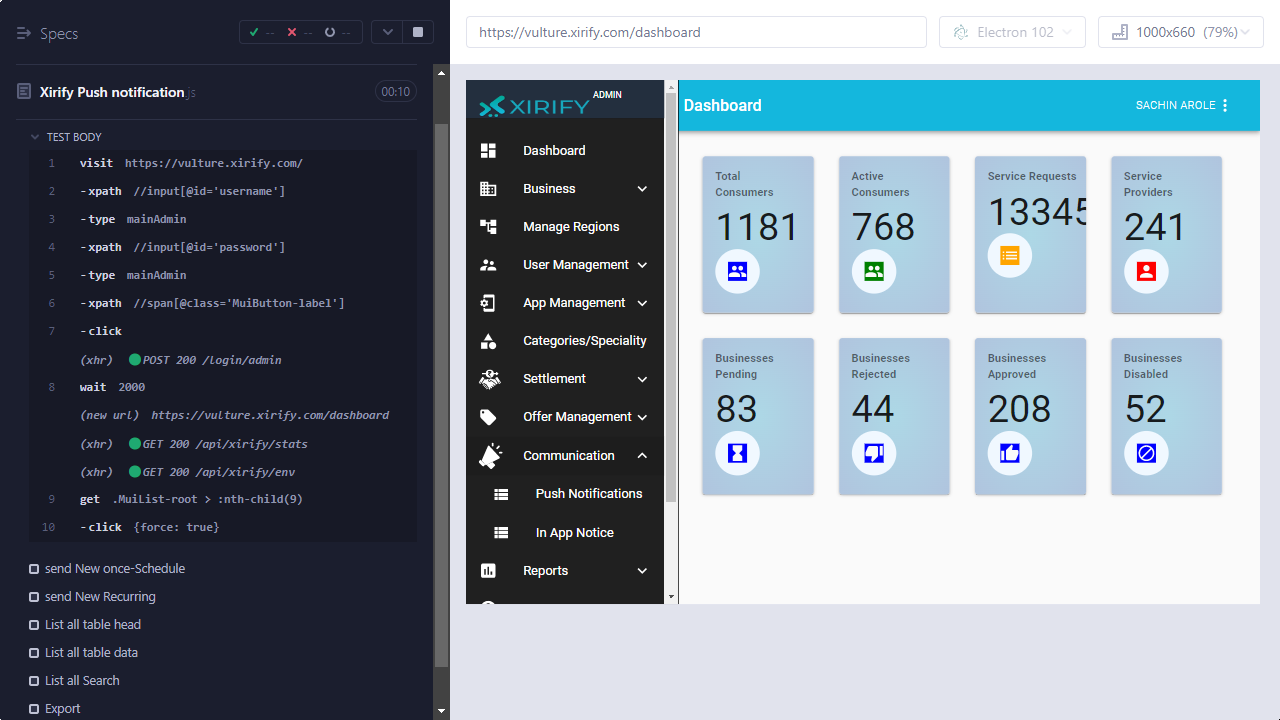 Specs
--
--
--
Xirify Push notification.js
00:10
TEST BODY
1 visit https://vulture.xirify.com/
2 -xpath //input[@id='username']
3 -type mainAdmin
4 -xpath //input[@id='password']
5 -type mainAdmin
6 -xpath //span[@class='MuiButton-label']
7 -click
(xhr) POST 200 /login/admin
8 wait 2000
(new url) https://vulture.xirify.com/dashboard
(xhr) GET 200 /api/xirify/stats
(xhr) GET 200 /api/xirify/env
9 get .MuiList-root > :nth-child(9)
10 -click {force: true}
send New once-Schedule
send New Recurring
List all table head
List all table data
List all Search
Export
https://vulture.xirify.com/dashboard
Electron 102
1000x660 (79%)
XIRIFY
ADMIN
Dashboard
Business
Manage Regions
User Management
App Management
Categories/Speciality
Settlement
Offer Management
Communication
Push Notifications
In App Notice
Reports
Dashboard
SACHIN AROLE
Total
Consumers
1181
Active
Consumers
768
Service Requests
13345
Service
Providers
241
Businesses
Pending
83
Businesses
Rejected
44
Businesses
Approved
208
Businesses
Disabled
52